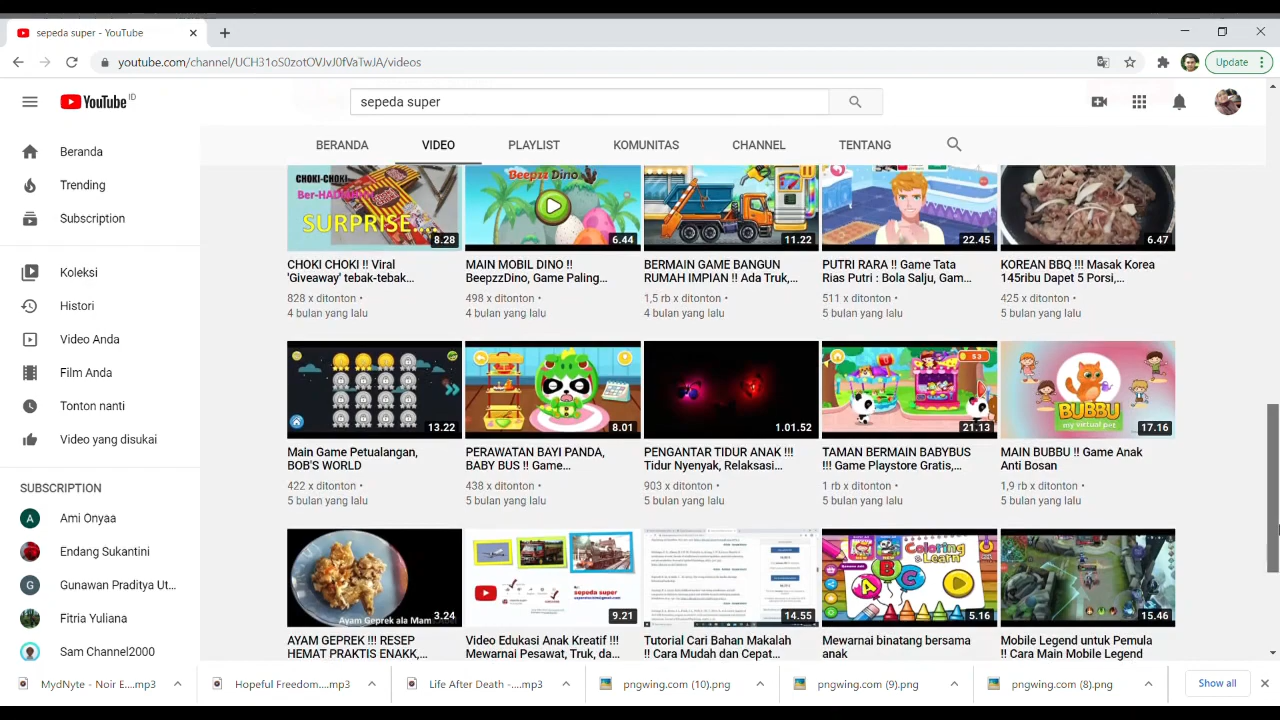 sepeda super - YouTube
youtube.com/channel/UCH31oS0zotOVJvJ0fVaTwJA/videos
Update
YouTube ID
sepeda super
BERANDA VIDEO PLAYLIST KOMUNITAS CHANNEL TENTANG
Beranda
Trending
Subscription
Koleksi
Histori
Video Anda
Film Anda
Tonton nanti
Video yang disukai
SUBSCRIPTION
A Ami Onyaa
Endang Sukantini
G Gunawan Praditya Ut...
Fitria Yuliana
Sam Channel2000
CHOKI-CHOKI
Ber-HADIAH
SURPRISE...
8.28
CHOKI CHOKI !! Viral
'Giveaway' tebak-tebak...
828 x ditonton •
4 bulan yang lalu
Beepzz Dino
6.44
MAIN MOBIL DINO !!
BeepzzDino, Game Paling...
498 x ditonton •
4 bulan yang lalu
11.22
BERMAIN GAME BANGUN
RUMAH IMPIAN !! Ada Truk,...
1,5 rb x ditonton •
4 bulan yang lalu
22.45
PUTRI RARA !! Game Tata
Rias Putri : Bola Salju, Gam...
511 x ditonton •
5 bulan yang lalu
6.47
KOREAN BBQ !!! Masak Korea
145ribu Dapet 5 Porsi,...
425 x ditonton •
5 bulan yang lalu
13.22
Main Game Petualangan,
BOB'S WORLD
422 x ditonton •
5 bulan yang lalu
8.01
PERAWATAN BAYI PANDA,
BABY BUS !! Game...
438 x ditonton •
5 bulan yang lalu
1.01.52
PENGANTAR TIDUR ANAK !!!
Tidur Nyenyak, Relaksasi...
903 x ditonton •
5 bulan yang lalu
53
21.13
TAMAN BERMAIN BABYBUS
!!! Game Playstore Gratis,...
1 rb x ditonton •
5 bulan yang lalu
BUBBU
my virtual pet
17.16
MAIN BUBBU !! Game Anak
Anti Bosan
1,9 rb x ditonton •
5 bulan yang lalu
Ayam Geprek ala Mam
3.24
AYAM GEPREK !!! RESEP
HEMAT PRAKTIS ENAKK,...
sepeda super
9.21
Video Edukasi Anak Kreatif !!!
Mewarnai Pesawat, Truk, da...
14.55
Tutorial Cari Bahan Makalah
!! Cara Mudah dan Cepat...
Coloring &
Learn
A B C
5.16
Mewarnai binatang bersama
anak
15.46
Mobile Legend untuk Pemula
!! Cara Main Mobile Legend
MydNyte - Noir E....mp3
Hopeful Freedom....mp3
Life After Death -....mp3
pngwing.com (10).png
pngwing.com (9).png
pngwing.com (8).png
Show all